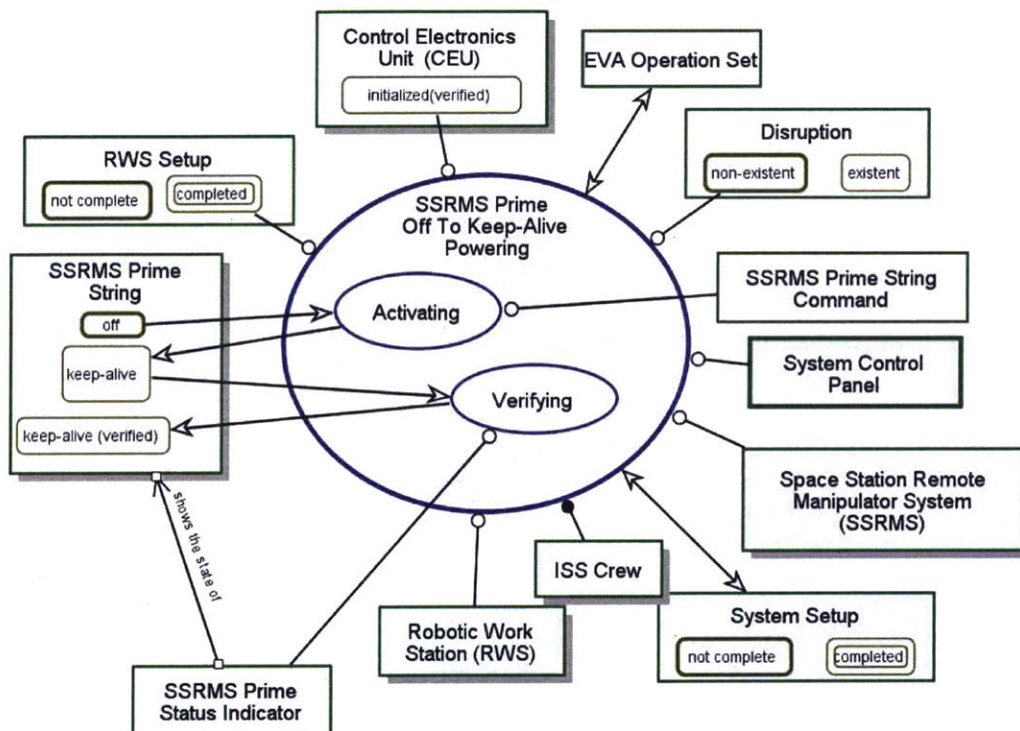 Control Electronics
Unit (CEU)
initialized(verified)
EVA Operation Set
Disruption
non-existent
existent
RWS Setup
not complete
completed
SSRMS Prime
Off To Keep-Alive
Powering
SSRMS Prime
String
off
keep-alive
keep-alive (verified)
Activating
Verifying
SSRMS Prime String
Command
System Control
Panel
Space Station Remote
Manipulator System
(SSRMS)
shows the state of
ISS Crew
Robotic Work
Station (RWS)
System Setup
not complete
completed
SSRMS Prime
Status Indicator